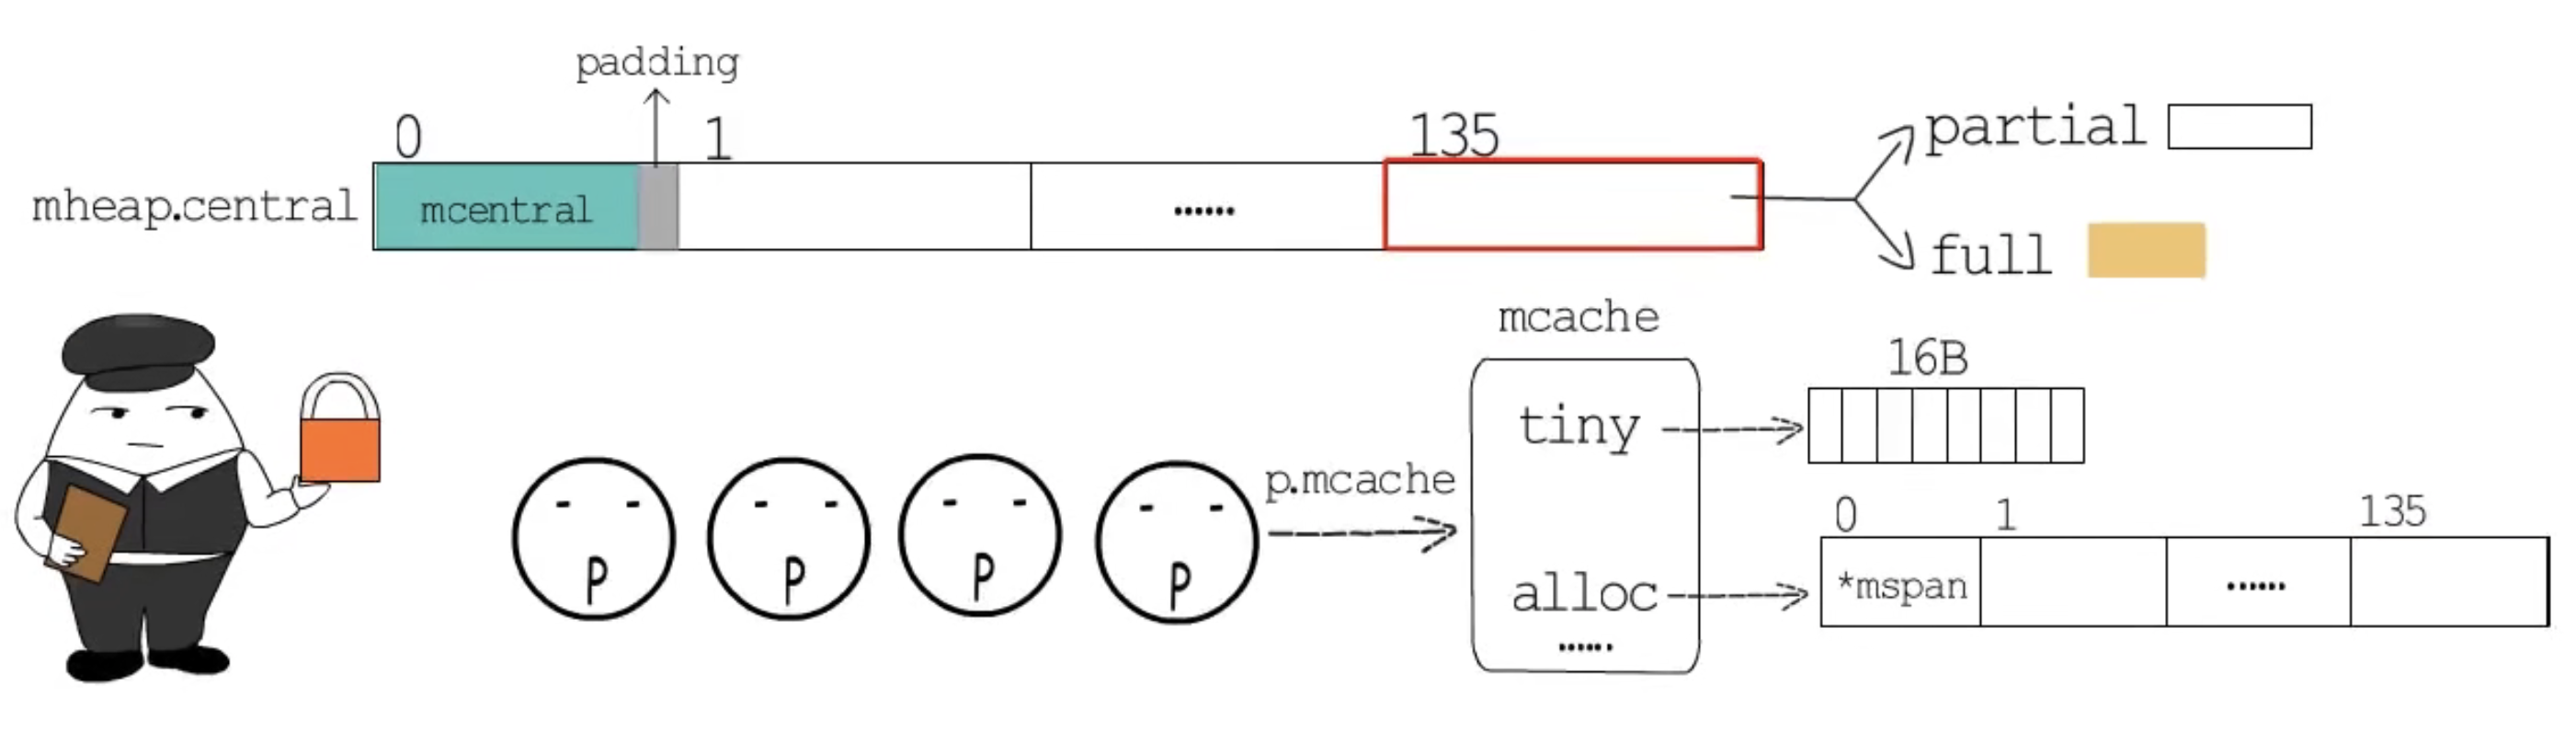 padding
0
1
135
partial
mheap.central
mcentral
......
full
mcache
16B
tiny
p.mcache
0
1
135
p
p
p
p
alloc
*mspan
......
......